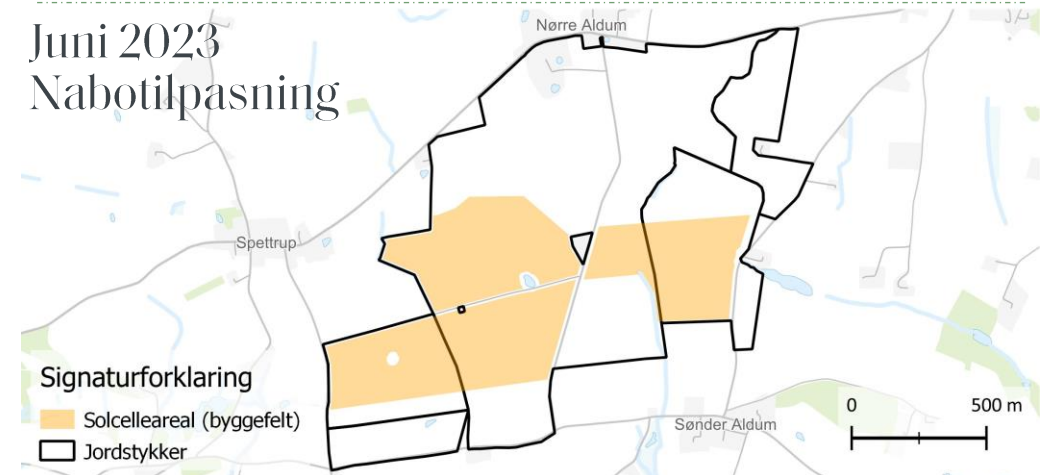 Juni 2023
Nabotilpasning
Nørre Aldum
Spettrup
Signaturforklaring
Solcelleareal (byggefelt)
Jordstykker
Sønder Aldum
0 500 m